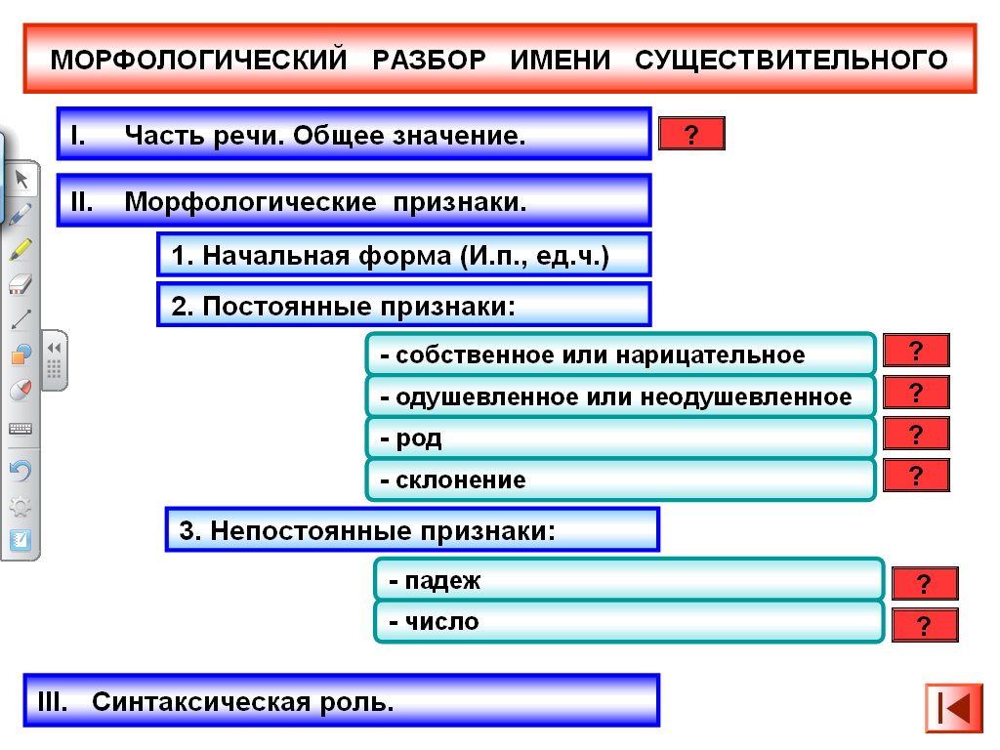 МОРФОЛОГИЧЕСКИЙ РАЗБОР ИМЕНИ СУЩЕСТВИТЕЛЬНОГО
I. Часть речи. Общее значение. ?
II. Морфологические признаки.
1. Начальная форма (И.п., ед.ч.)
2. Постоянные признаки:
- собственное или нарицательное ?
- одушевленное или неодушевленное ?
- род ?
- склонение ?
3. Непостоянные признаки:
- падеж ?
- число ?
III. Синтаксическая роль.